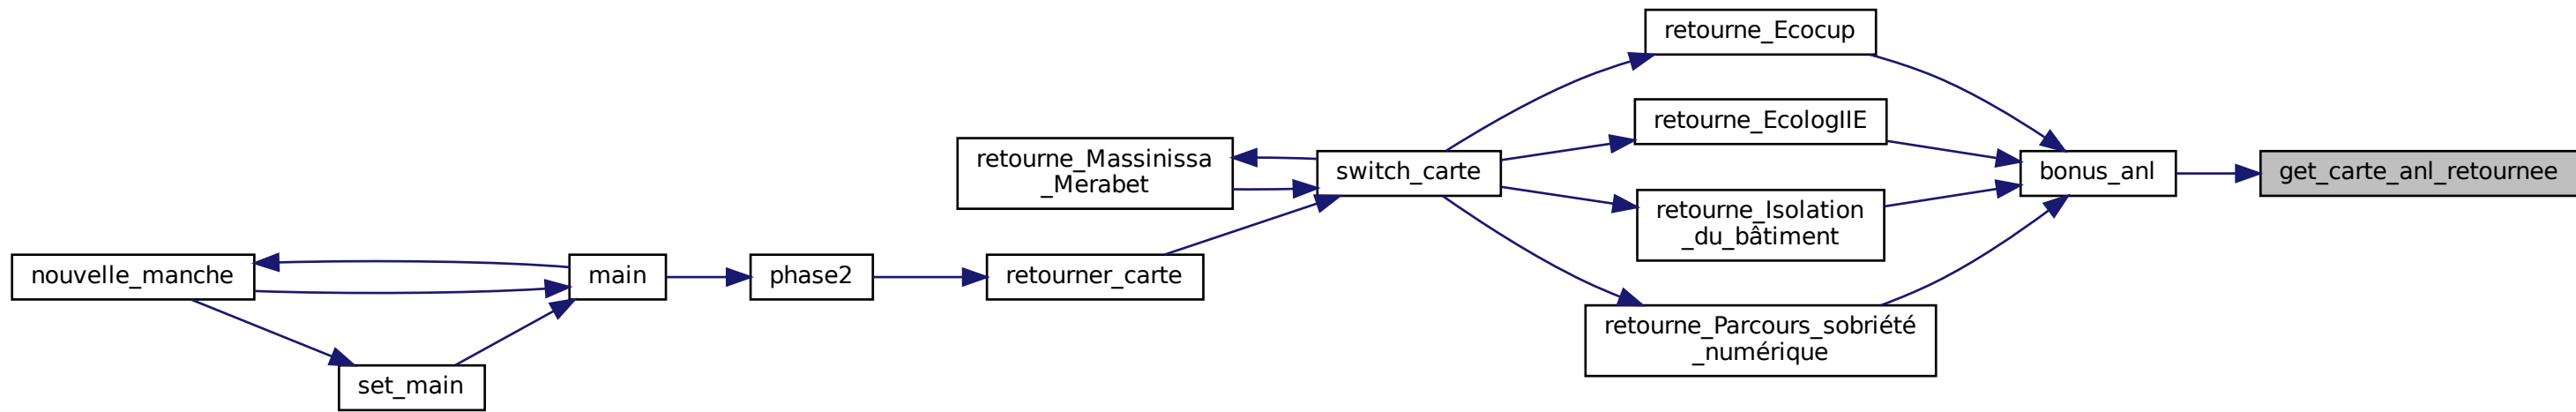 nouvelle_manche
set_main
main
phase2
retourne_Massinissa
_Merabet
retourner_carte
switch_carte
retourne_Ecocup
retourne_EcologIIE
retourne_Isolation
_du_bâtiment
retourne_Parcours_sobriété
_numérique
bonus_anl
get_carte_anl_retournee